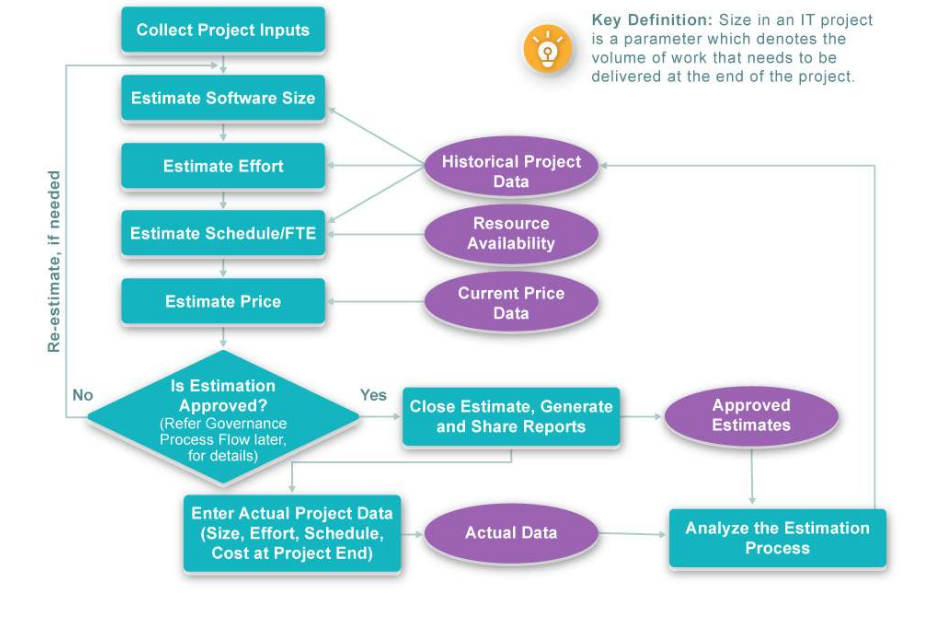 Collect Project Inputs
Key Definition: Size in an IT project
is a parameter which denotes the
volume of work that needs to be
delivered at the end of the project.
Estimate Software Size
Estimate Effort
Historical Project
Data
Re-estimate, if needed
Estimate Schedule/FTE
Resource
Availability
Estimate Price
Current Price
Data
No
Is Estimation
Approved?
(Refer Governance
Process Flow later,
for details)
Yes
Close Estimate, Generate
and Share Reports
Approved
Estimates
Enter Actual Project Data
(Size, Effort, Schedule,
Cost at Project End)
Actual Data
Analyze the Estimation
Process